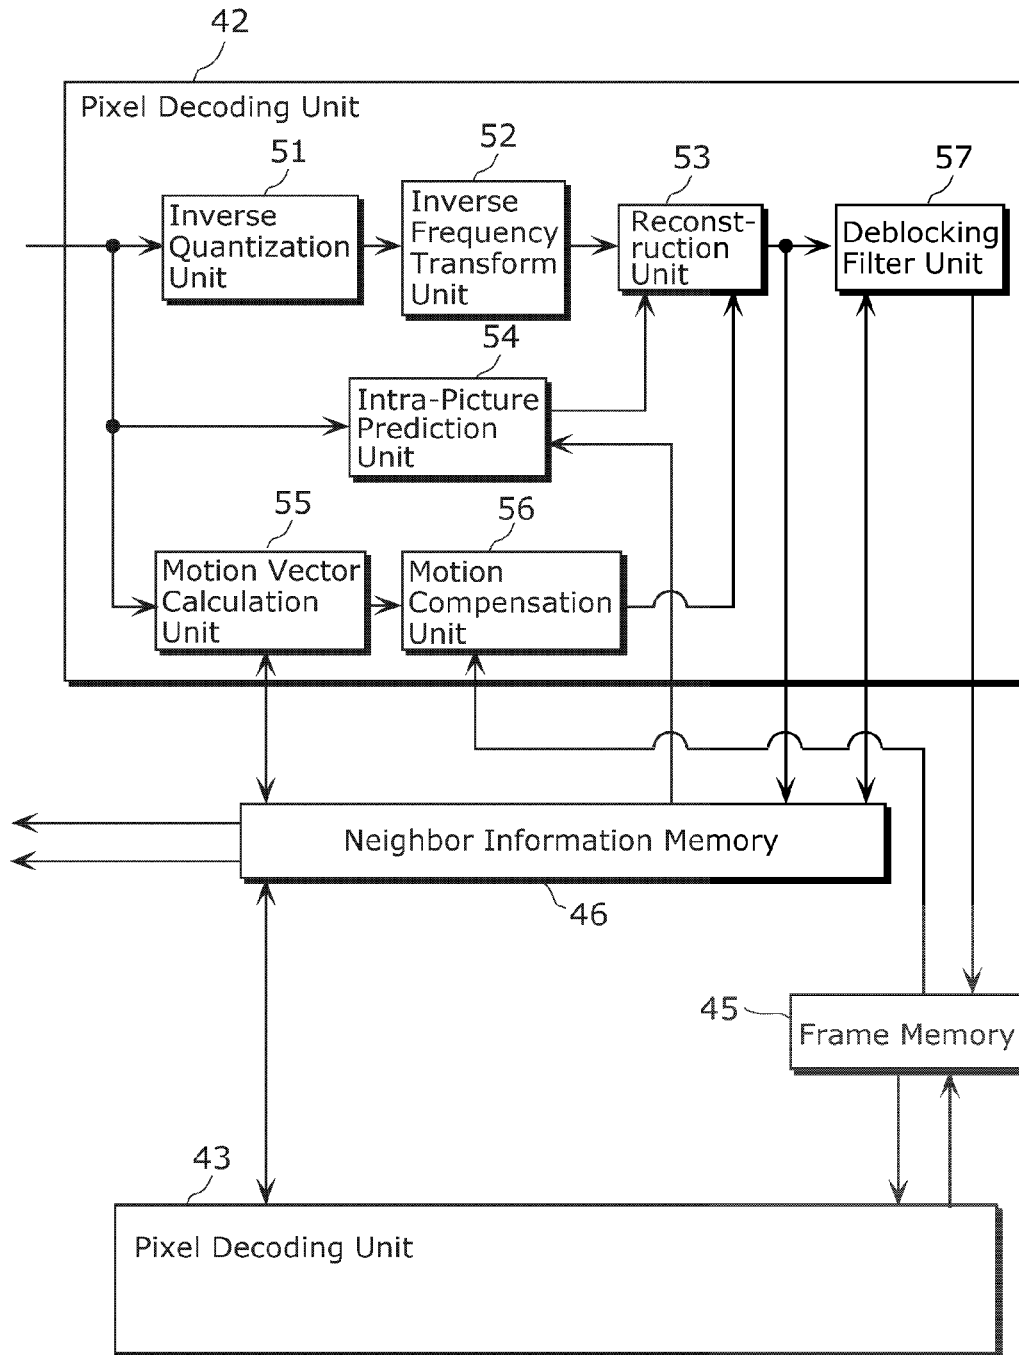 42
Pixel Decoding Unit
51
52
53
57
Inverse
Quantization
Unit
Inverse
Frequency
Transform
Unit
Reconst-
ruction
Unit
Deblocking
Filter Unit
54
Intra-Picture
Prediction
Unit
55
56
Motion Vector
Calculation
Unit
Motion
Compensation
Unit
Neighbor Information Memory
46
45
Frame Memory
43
Pixel Decoding Unit